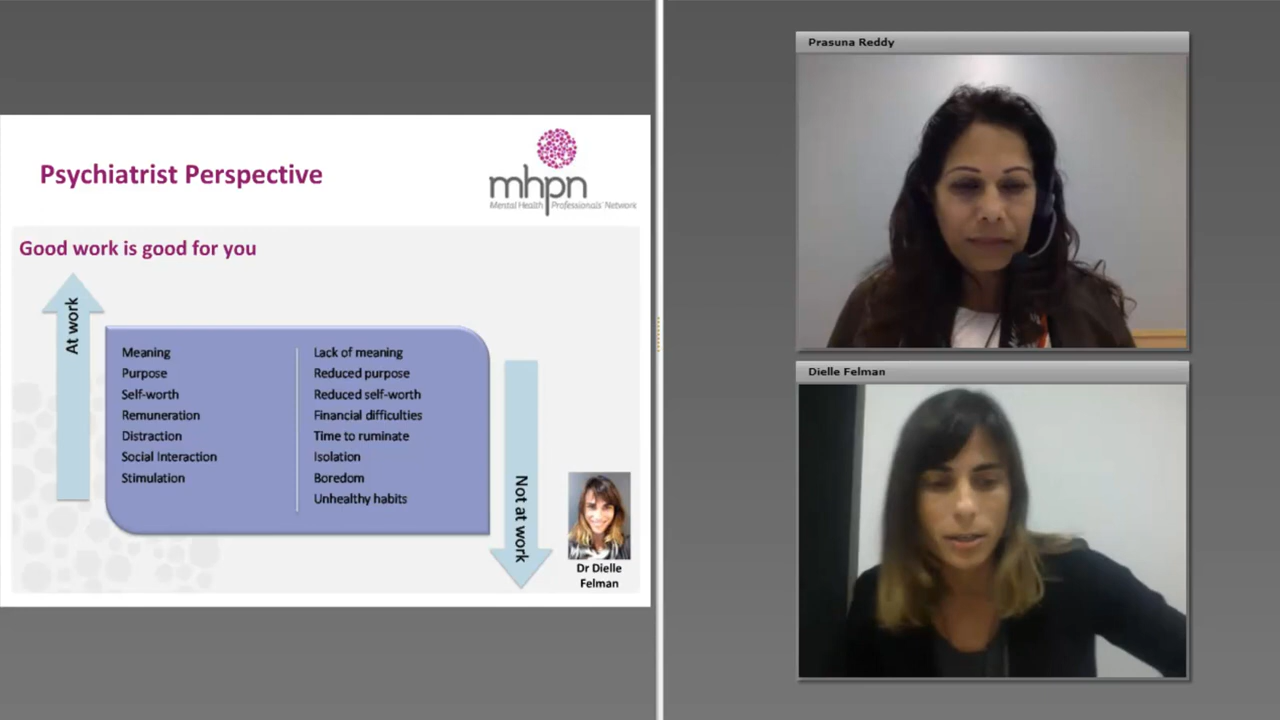 Psychiatrist Perspective
mhpn
Mental Health Professionals' Network
Good work is good for you
At work
Meaning
Purpose
Self-worth
Remuneration
Distraction
Social Interaction
Stimulation
Lack of meaning
Reduced purpose
Reduced self-worth
Financial difficulties
Time to ruminate
Isolation
Boredom
Unhealthy habits
Not at work
Dr Dielle
Felman
Prasuna Reddy
Dielle Felman